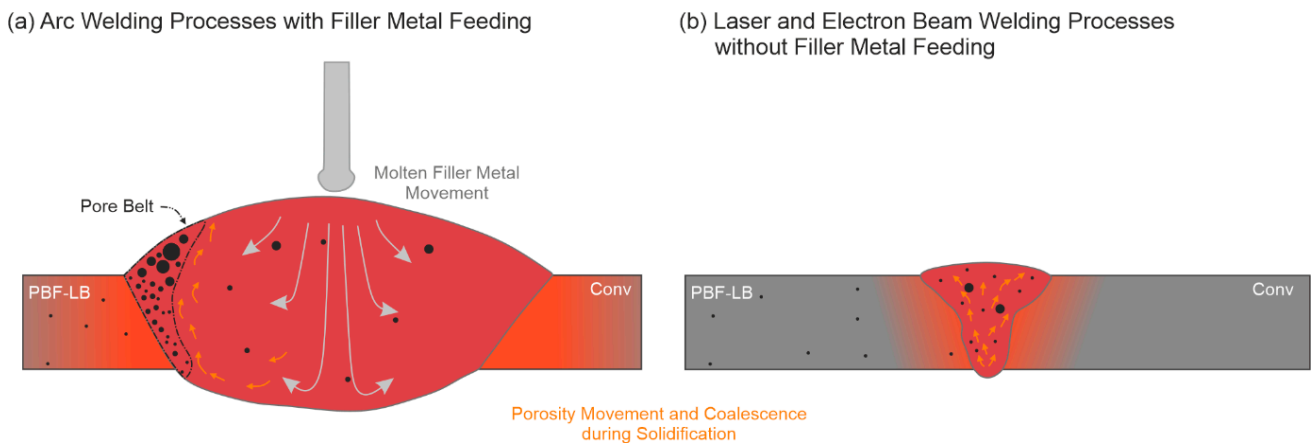 (a) Arc Welding Processes with Filler Metal Feeding
(b) Laser and Electron Beam Welding Processes
without Filler Metal Feeding
Molten Filler Metal
Movement
Pore Belt
PBF-LB
Conv
PBF-LB
Conv
Porosity Movement and Coalescence
during Solidification